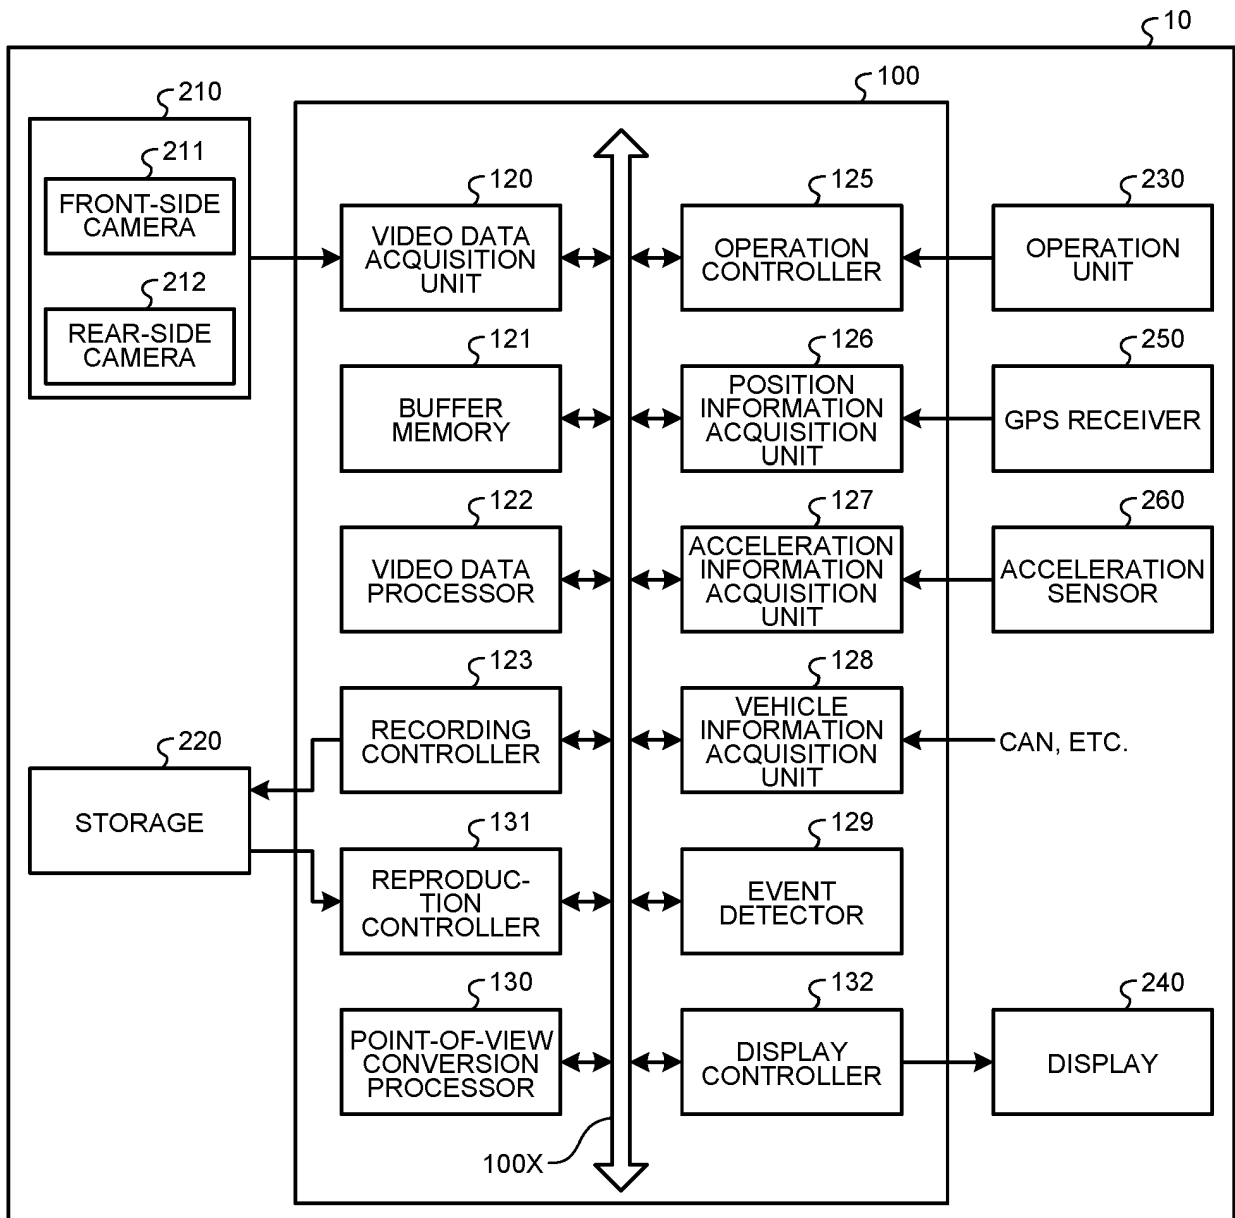 10
100
210
211
FRONT-SIDE
CAMERA
212
REAR-SIDE
CAMERA
120
VIDEO DATA
ACQUISITION
UNIT
125
OPERATION
CONTROLLER
230
OPERATION
UNIT
121
BUFFER
MEMORY
126
POSITION
INFORMATION
ACQUISITION
UNIT
250
GPS RECEIVER
122
VIDEO DATA
PROCESSOR
127
ACCELERATION
INFORMATION
ACQUISITION
UNIT
260
ACCELERATION
SENSOR
123
RECORDING
CONTROLLER
128
VEHICLE
INFORMATION
ACQUISITION
UNIT
CAN, ETC.
220
STORAGE
131
REPRODUC-
TION
CONTROLLER
129
EVENT
DETECTOR
130
POINT-OF-VIEW
CONVERSION
PROCESSOR
132
DISPLAY
CONTROLLER
240
DISPLAY
100X